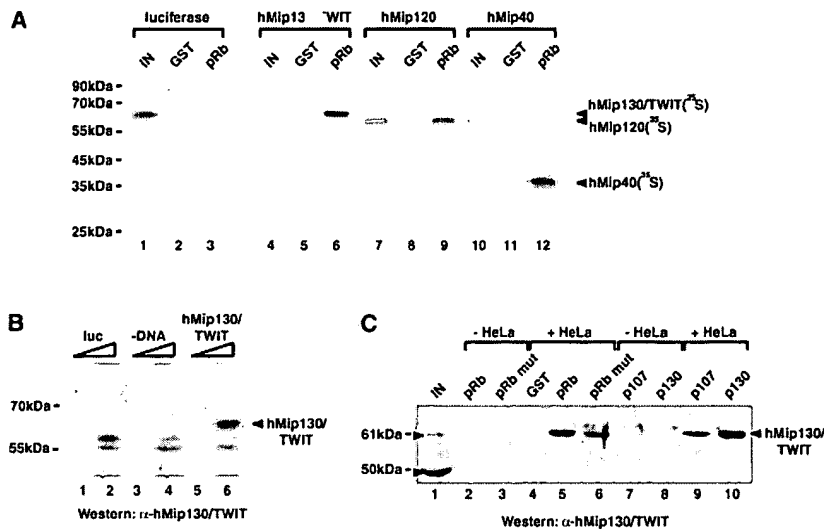 A
luciferase hMip13 WIT hMip120 hMip40
IN GST pRb IN GST pRb IN GST pRb IN GST pRb
90kDa
70kDa
55kDa
45kDa
35kDa
25kDa
hMip130/TWIT(35S)
hMip120(35S)
hMip40(35S)
1 2 3 4 5 6 7 8 9 10 11 12
B
luc -DNA hMip130/
TWIT
70kDa
55kDa
hMip130/
TWIT
1 2 3 4 5 6
Western: α-hMip130/TWIT
C
- HeLa + HeLa - HeLa + HeLa
IN pRb pRb mut GST pRb pRb mut p107 p130 p107 p130
61kDa
50kDa
hMip130/
TWIT
1 2 3 4 5 6 7 8 9 10
Western: α-hMip130/TWIT